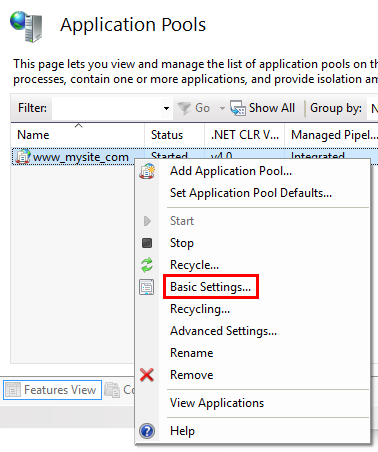 Application Pools
This page lets you view and manage the list of application pools on th
processes, contain one or more applications, and provide isolation am
Filter: Go Show All Group by: N
Name Status .NET CLR V... Managed Pipel...
www_mysite_com Started v4.0 Integrated
Add Application Pool...
Set Application Pool Defaults...
Start
Stop
Recycle...
Basic Settings...
Recycling...
Advanced Settings...
Rename
Remove
Features View Co
View Applications
Help